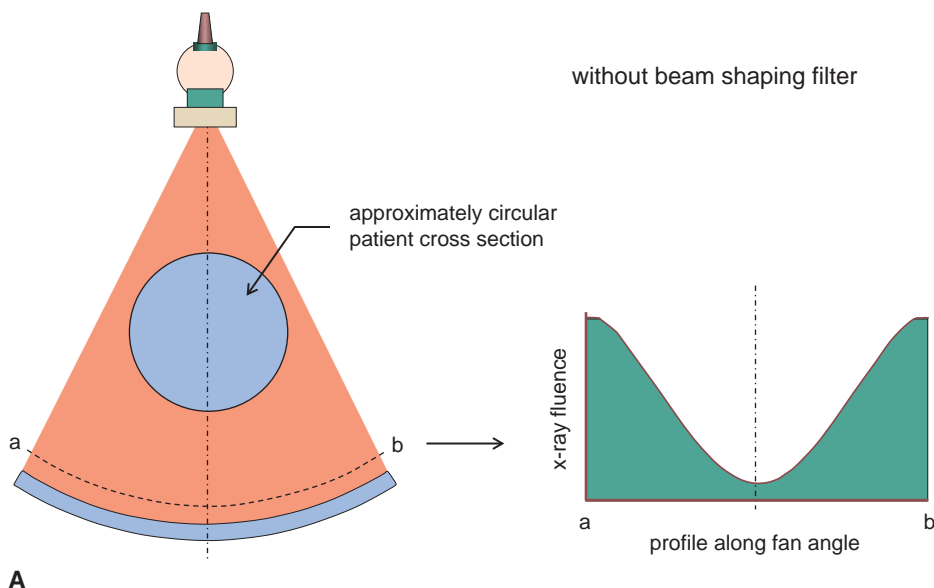 without beam shaping filter
approximately circular
patient cross section
a
b
x-ray fluence
a
b
profile along fan angle
A